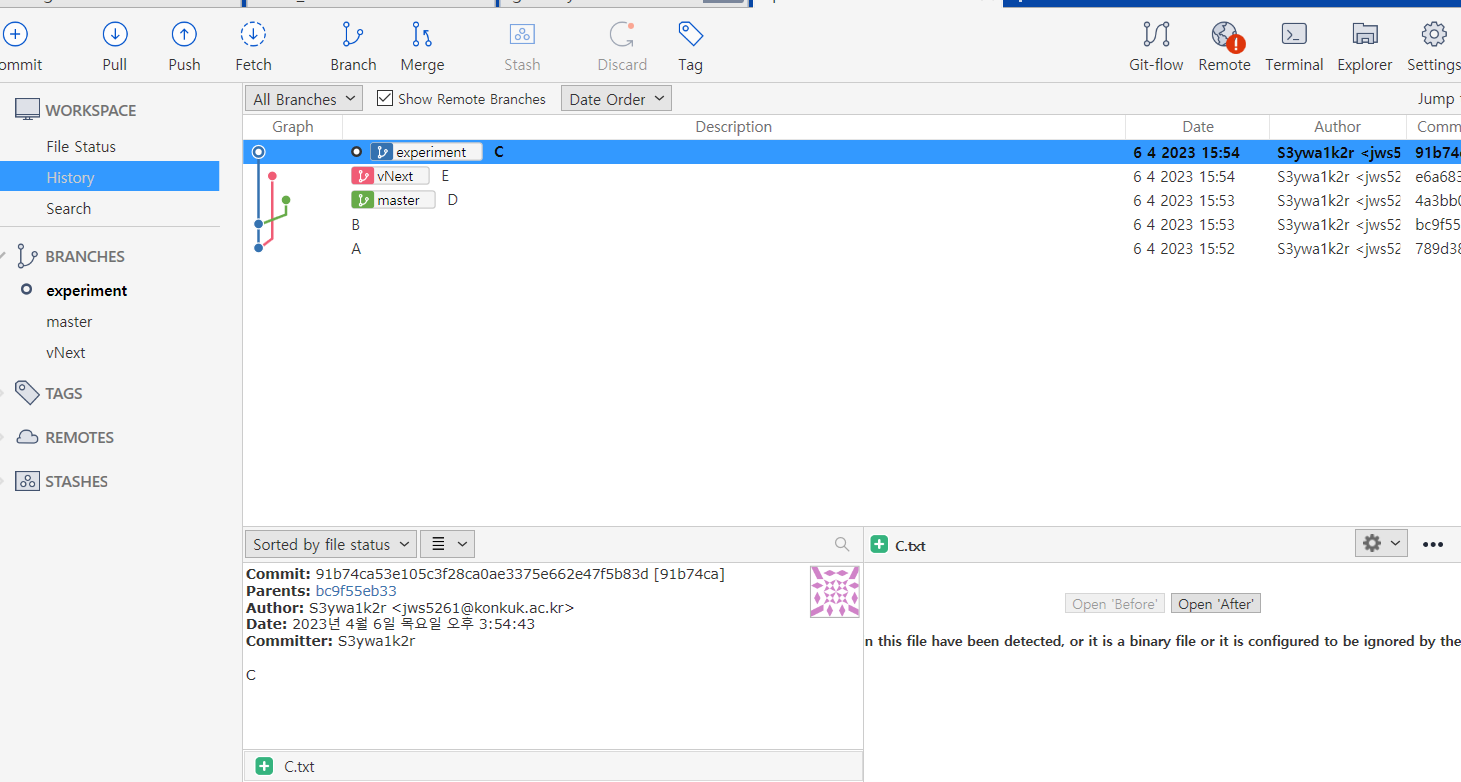 ommit Pull Push Fetch Branch Merge Stash Discard Tag Git-flow Remote Terminal Explorer Settings
WORKSPACE
File Status
History
Search
BRANCHES
experiment
master
vNext
TAGS
REMOTES
STASHES
All Branches Show Remote Branches Date Order Jump
Graph Description Date Author Comm
experiment C 6 4 2023 15:54 S3ywa1k2r <jws5 91b74
vNext E 6 4 2023 15:54 S3ywa1k2r <jws52 e6a683
master D 6 4 2023 15:53 S3ywa1k2r <jws52 4a3bb0
B 6 4 2023 15:53 S3ywa1k2r <jws52 bc9f55
A 6 4 2023 15:52 S3ywa1k2r <jws52 789d38
Sorted by file status
Commit: 91b74ca53e105c3f28ca0ae3375e662e47f5b83d [91b74ca]
Parents: bc9f55eb33
Author: S3ywa1k2r <jws5261@konkuk.ac.kr>
Date: 2023년 4월 6일 목요일 오후 3:54:43
Committer: S3ywa1k2r
C
C.txt
C.txt
Open 'Before' Open 'After'
n this file have been detected, or it is a binary file or it is configured to be ignored by the